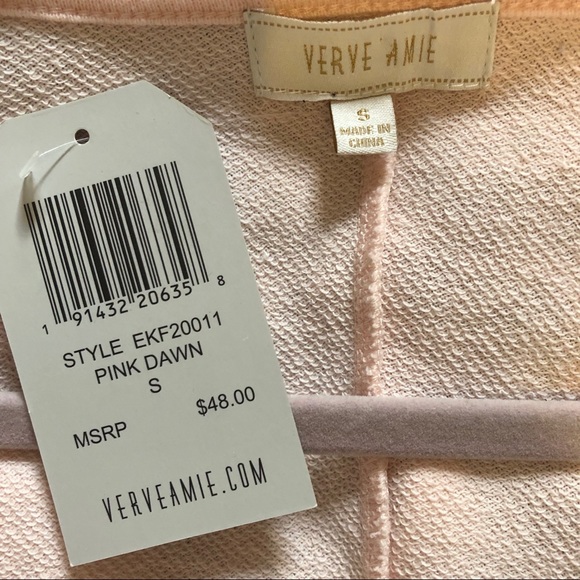 VERVE AMIE
S
MADE IN
CHINA
1 91432 20635 8
STYLE EKF20011
PINK DAWN
S
MSRP $48.00
VERVEAMIE.COM